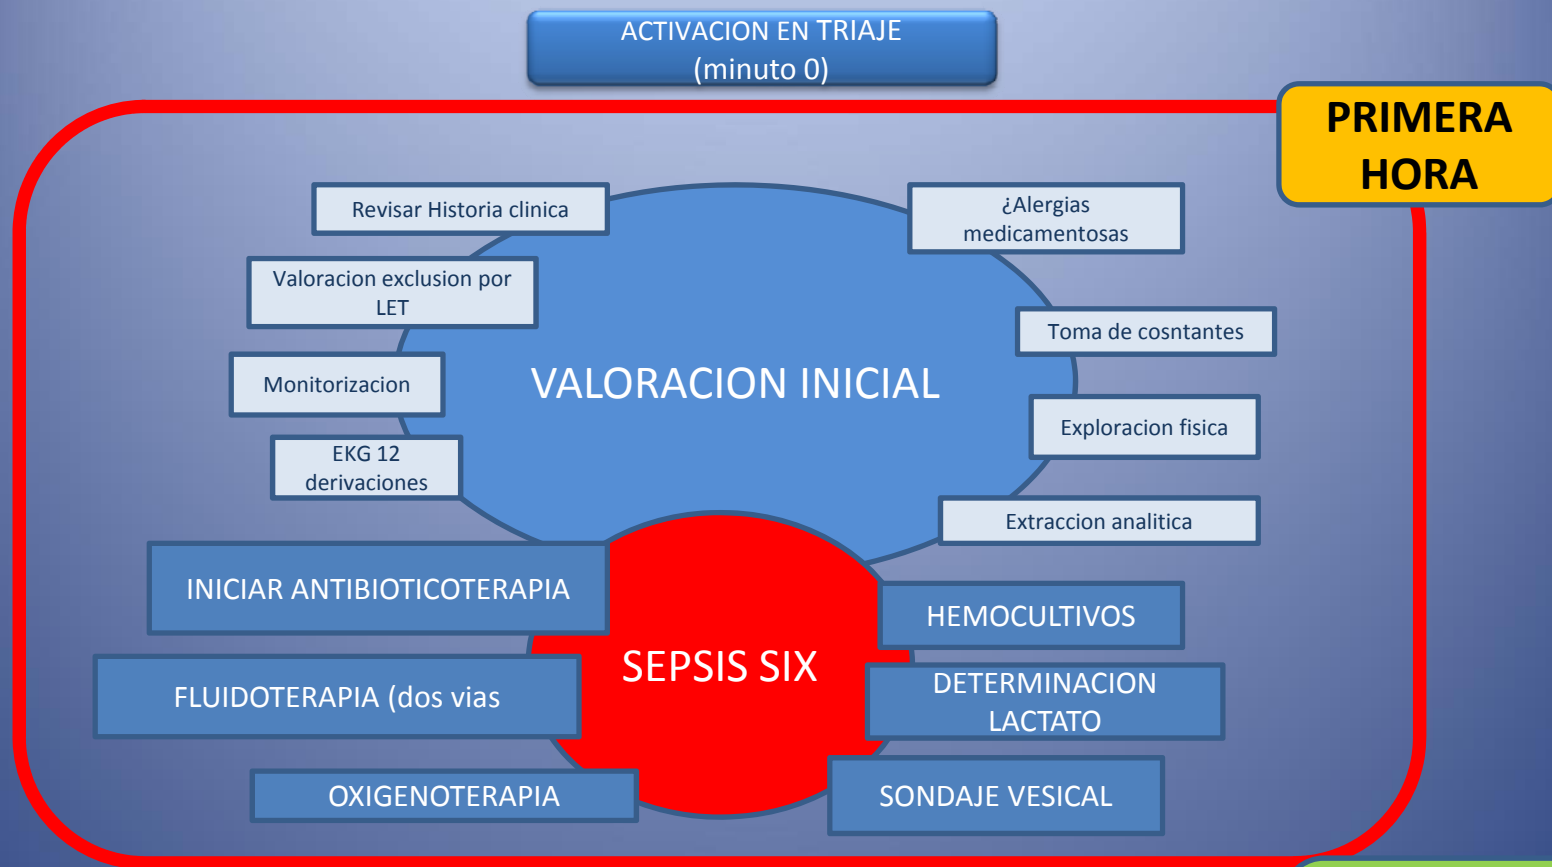 ACTIVACION EN TRIAJE
(minuto 0)
PRIMERA
HORA
Revisar Historia clinica
¿Alergias
medicamentosas
Valoracion exclusion por
LET
Toma de cosntantes
Monitorizacion
VALORACION INICIAL
Exploracion fisica
EKG 12
derivaciones
Extraccion analitica
INICIAR ANTIBIOTICOTERAPIA
HEMOCULTIVOS
SEPSIS SIX
FLUIDOTERAPIA (dos vias
DETERMINACION
LACTATO
OXIGENOTERAPIA
SONDAJE VESICAL